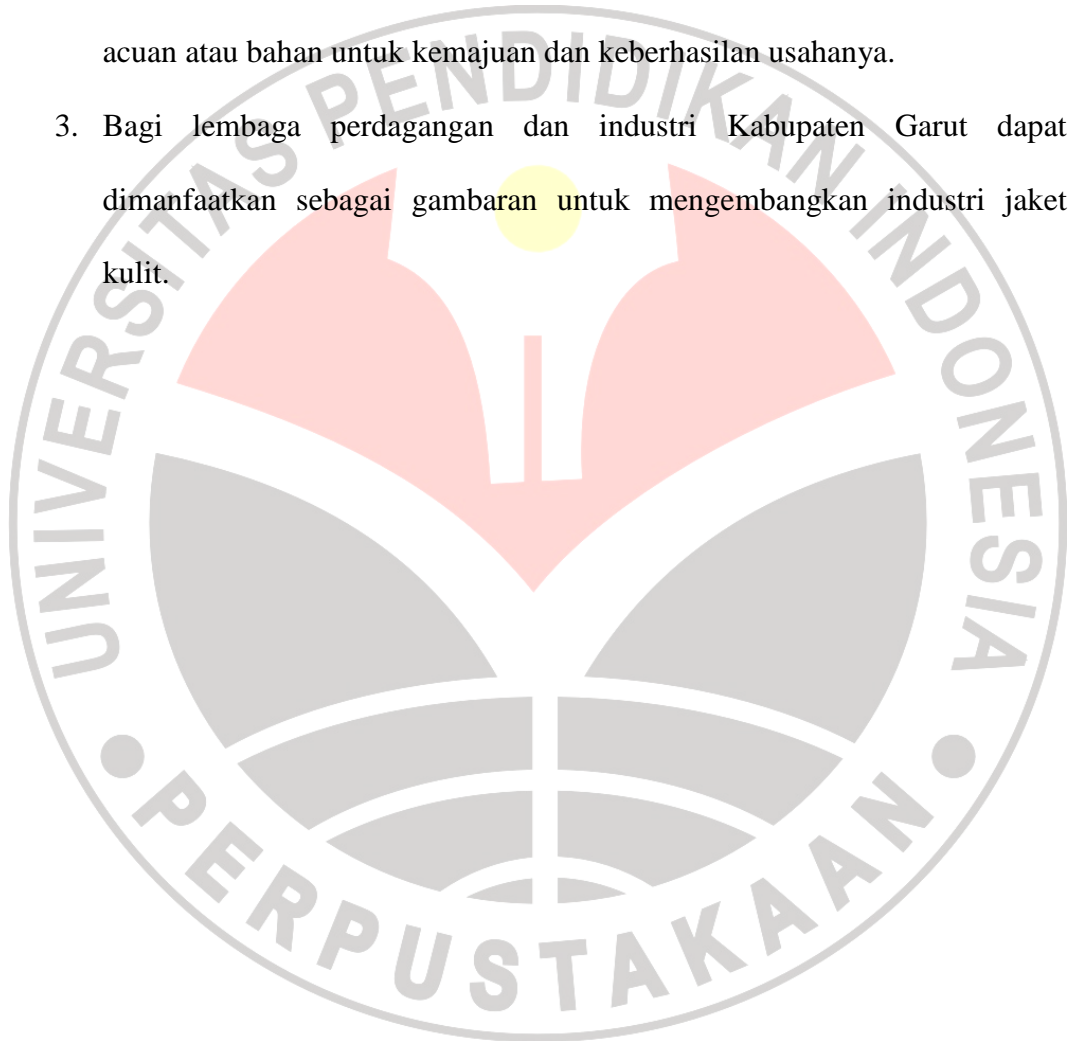 acuan atau bahan untuk kemajuan dan keberhasilan usahanya.
3. Bagi lembaga perdagangan dan industri Kabupaten Garut dapat
dimanfaatkan sebagai gambaran untuk mengembangkan industri jaket
kulit.
UNIVERSITAS PENDIDIKAN INDONESIA
PERPUSTAKAAN